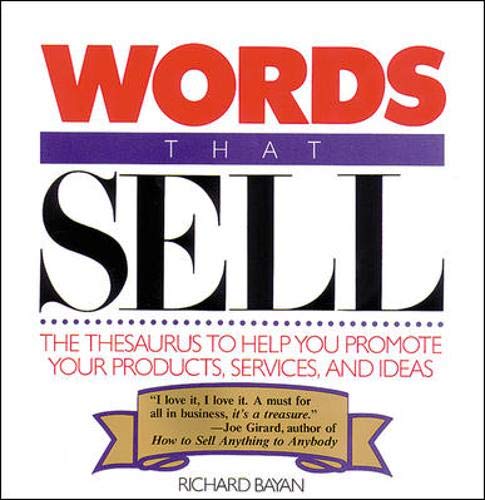 WORDS
THAT
SELL
THE THESAURUS TO HELP YOU PROMOTE
YOUR PRODUCTS, SERVICES, AND IDEAS
"I love it, I love it. A must for
all in business, it's a treasure."
—Joe Girard, author of
How to Sell Anything to Anybody
RICHARD BAYAN